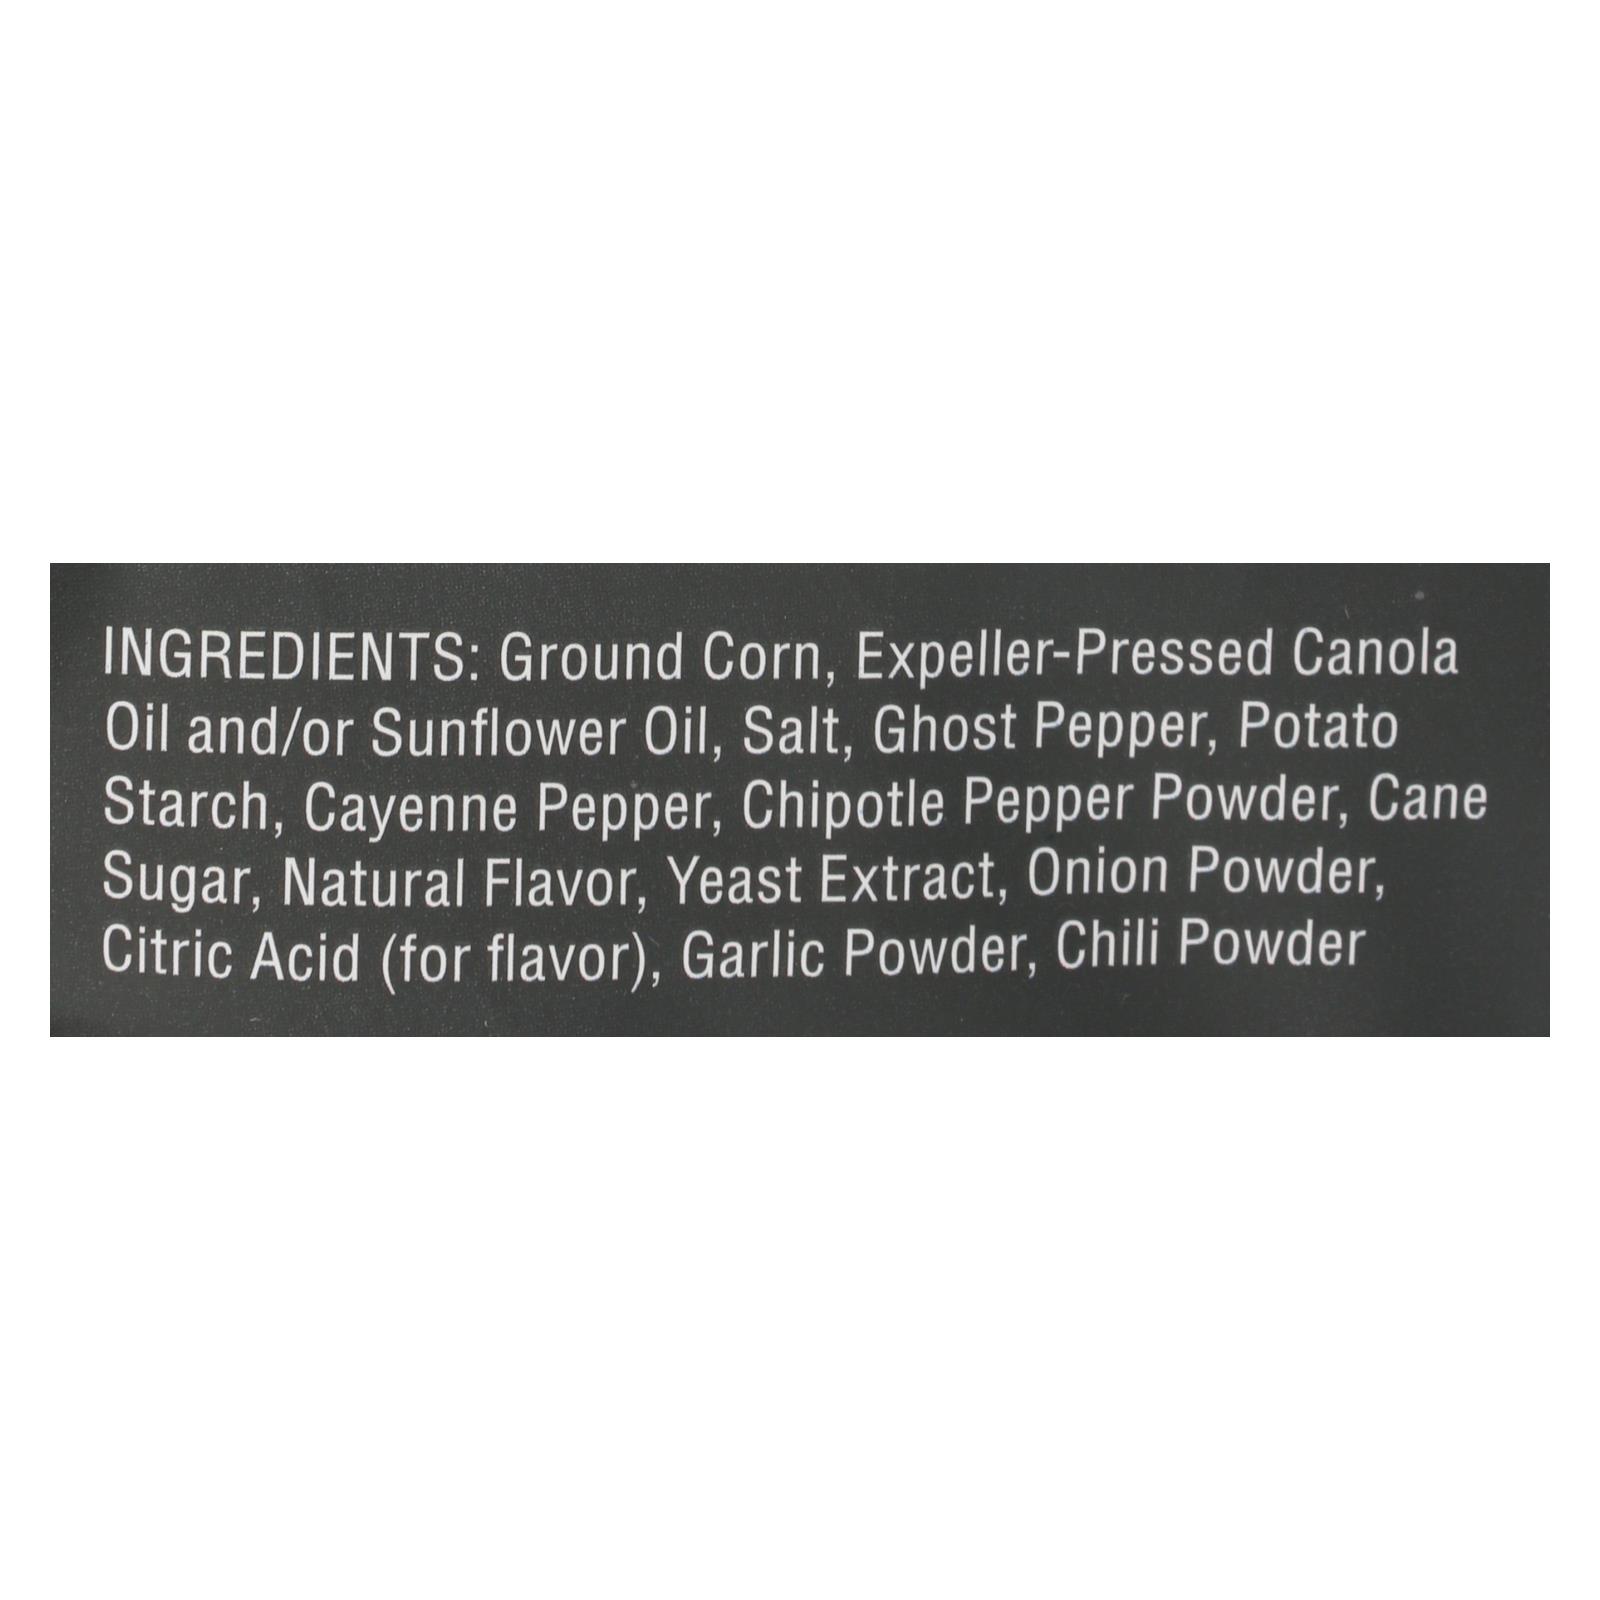 INGREDIENTS: Ground Corn, Expeller-Pressed Canola
Oil and/or Sunflower Oil, Salt, Ghost Pepper, Potato
Starch, Cayenne Pepper, Chipotle Pepper Powder, Cane
Sugar, Natural Flavor, Yeast Extract, Onion Powder,
Citric Acid (for flavor), Garlic Powder, Chili Powder